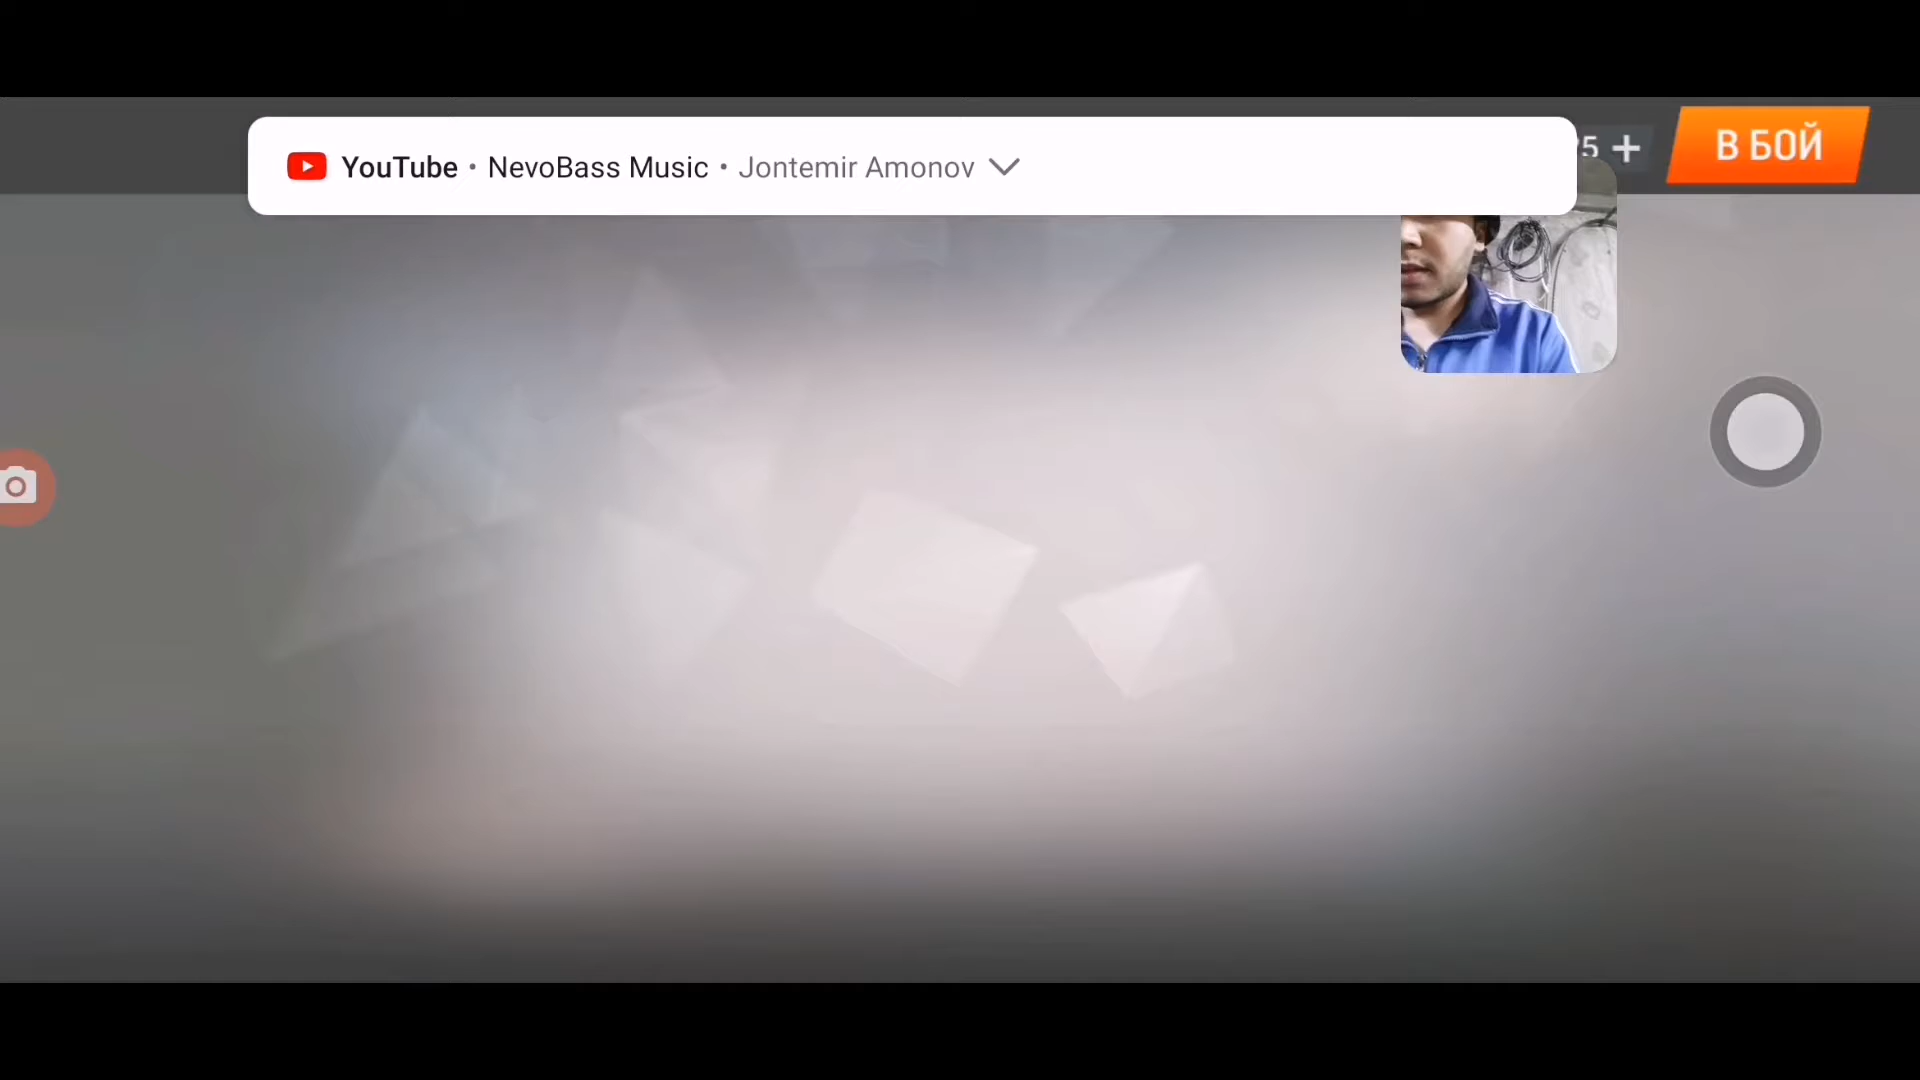 YouTube • NevoBass Music • Jontemir Amonov
5 +
В БОЙ